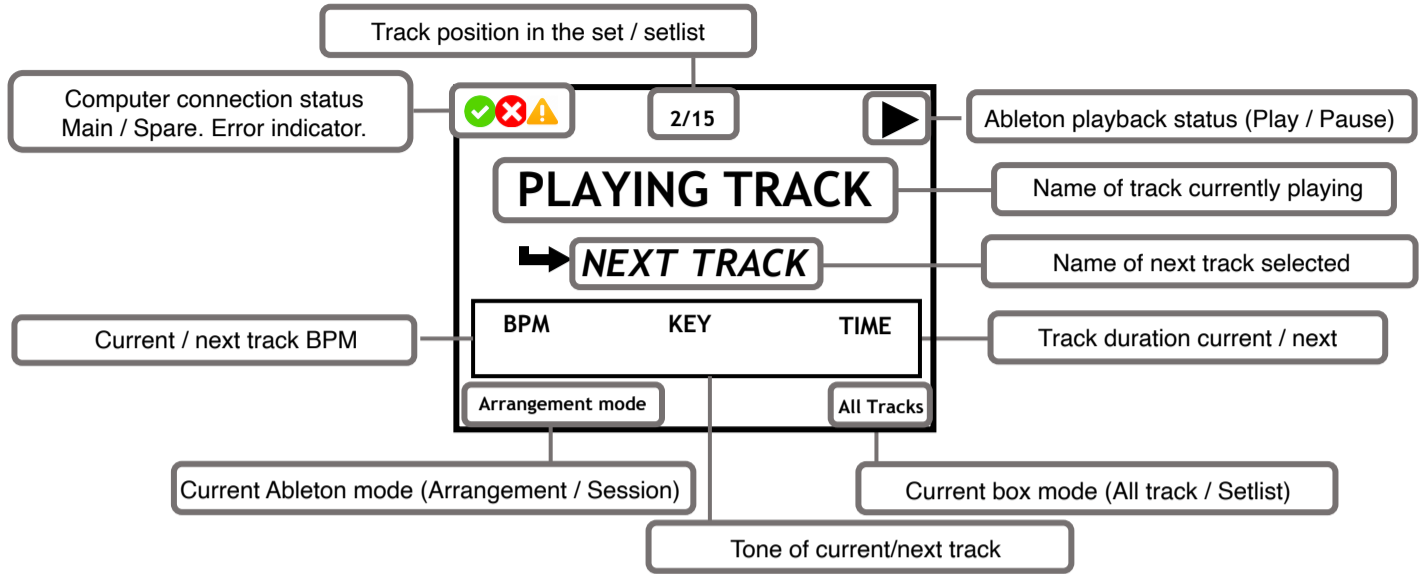 Track position in the set / setlist
Computer connection status
Main / Spare. Error indicator.
2/15
Ableton playback status (Play / Pause)
PLAYING TRACK
Name of track currently playing
NEXT TRACK
Name of next track selected
BPM
KEY
TIME
Current / next track BPM
Track duration current / next
Arrangement mode
All Tracks
Current Ableton mode (Arrangement / Session)
Current box mode (All track / Setlist)
Tone of current/next track